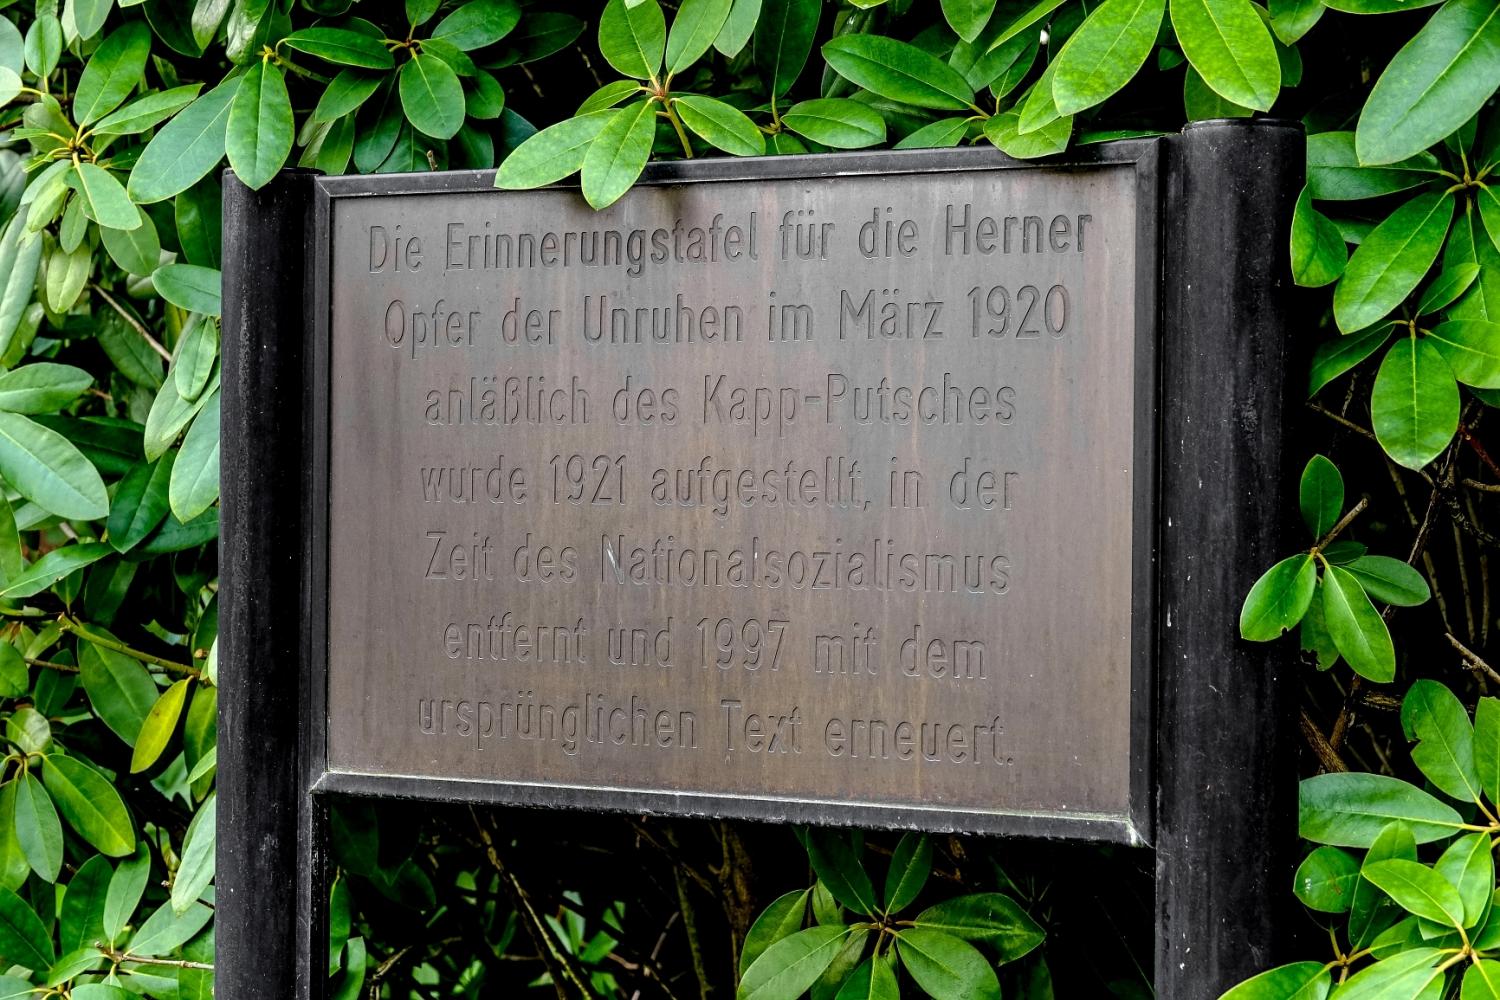 Die Erinnerungstafel für die Herner
Opfer der Unruhen im März 1920
anläßlich des Kapp-Putsches
wurde 1921 aufgestellt, in der
Zeit des Nationalsozialismus
entfernt und 1997 mit dem
ursprünglichen Text erneuert.